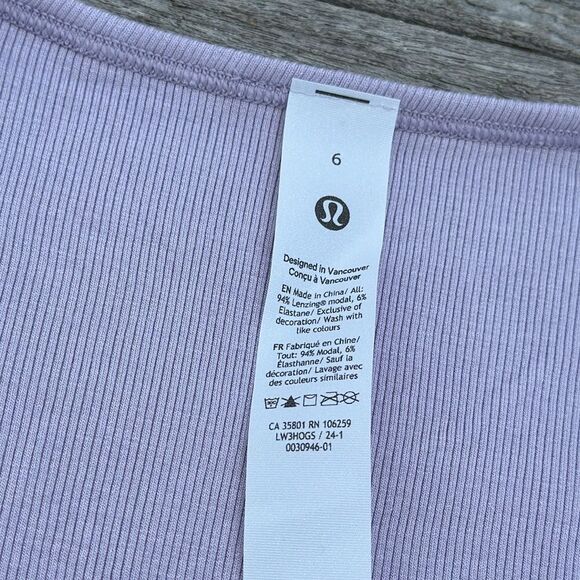 6
Designed in Vancouver
Conçu à Vancouver
EN Made in China/ All:
94% Lenzing® modal, 6%
Elastane/ Exclusive of
decoration/ Wash with
like colours
FR Fabriqué en Chine/
Tout: 94% Modal, 6%
Élasthanne/ Sauf la
décoration/ Lavage avec
des couleurs similaires
CA 35801 RN 106259
LW3HOGS / 24-1
0030946-01